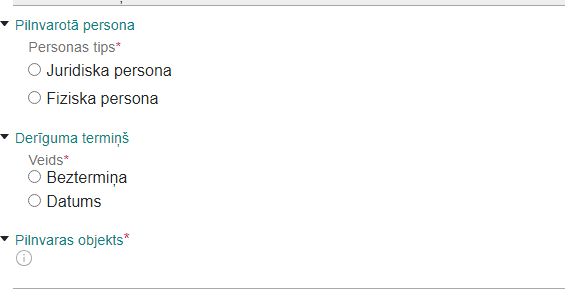 Pilnvarotā persona
Personas tips*
Juridiska persona
Fiziska persona
Derīguma termiņš
Veids*
Beztermiņa
Datums
Pilnvaras objekts*